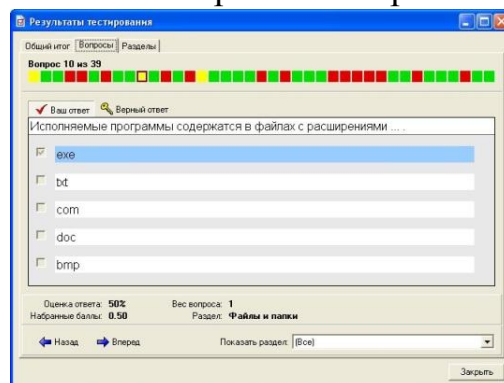 Результаты тестирования
Общий итог Вопросы Разделы
Вопрос 10 из 39
Ваш ответ Верный ответ
Исполняемые программы содержатся в файлах с расширениями ... .
exe
txt
com
doc
bmp
Оценка ответа: 50% Вес вопроса: 1
Набранные баллы: 0.50 Раздел: Файлы и папки
Назад Вперед Показать раздел: (Все)
Закрыть